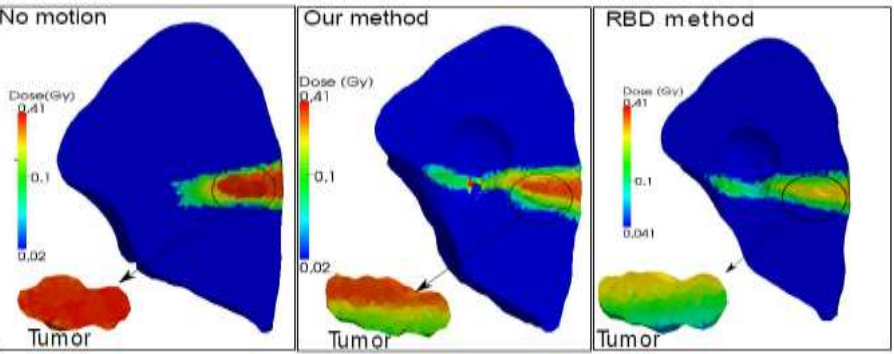 No motion
Dose(Gy)
0,41
0.1
0,02
Tumor
Our method
Dose (Gy)
0,41
0,1
0,02
Tumor
RBD method
Dose (Gy)
0,41
0,1
0,041
Tumor